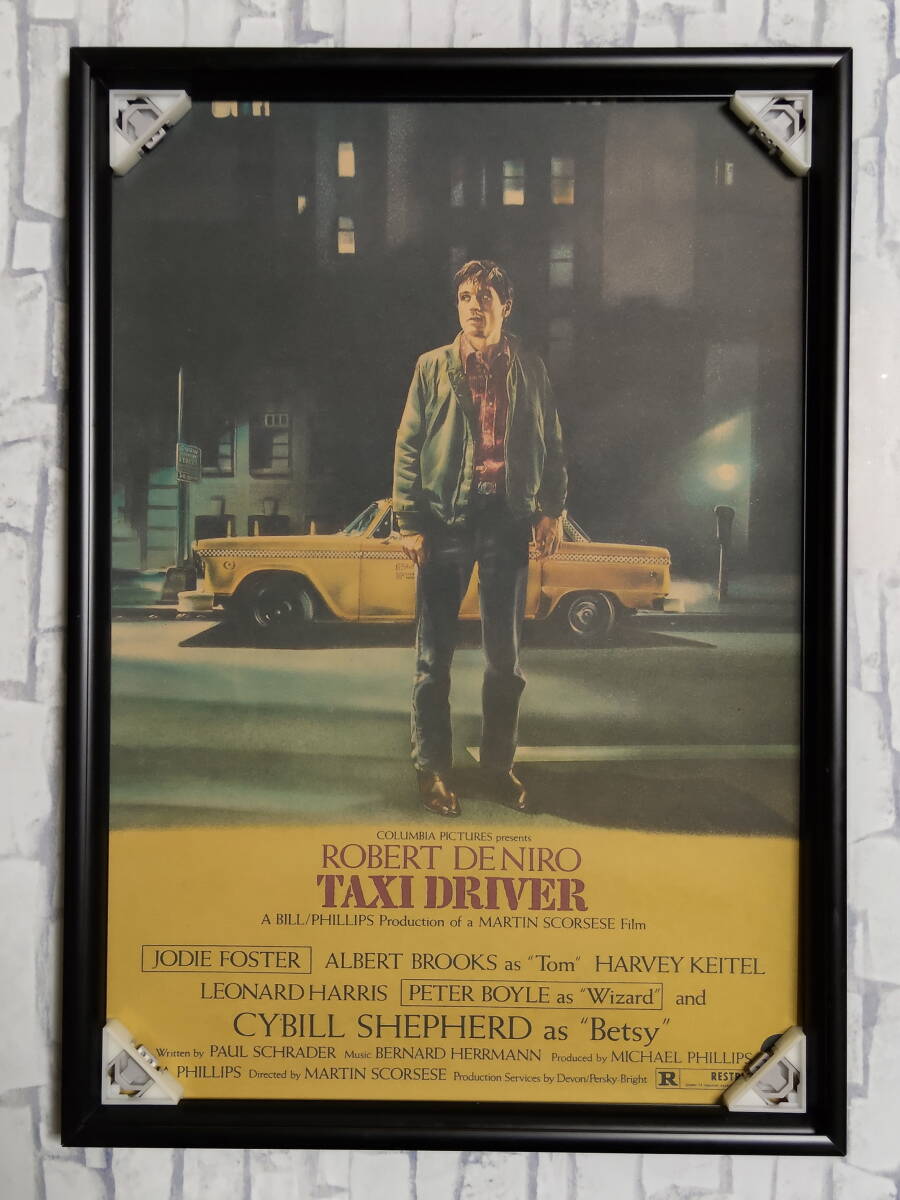 COLUMBIA PICTURES presents
ROBERT DE NIRO
TAXI DRIVER
A BILL/PHILLIPS Production of a MARTIN SCORSESE Film
JODIE FOSTER ALBERT BROOKS as "Tom" HARVEY KEITEL
LEONARD HARRIS PETER BOYLE as "Wizard" and
CYBILL SHEPHERD as "Betsy"
Written by PAUL SCHRADER Music BERNARD HERRMANN Produced by MICHAEL PHILLIPS
PHILLIPS Directed by MARTIN SCORSESE Production Services by Devon/Persky-Bright R